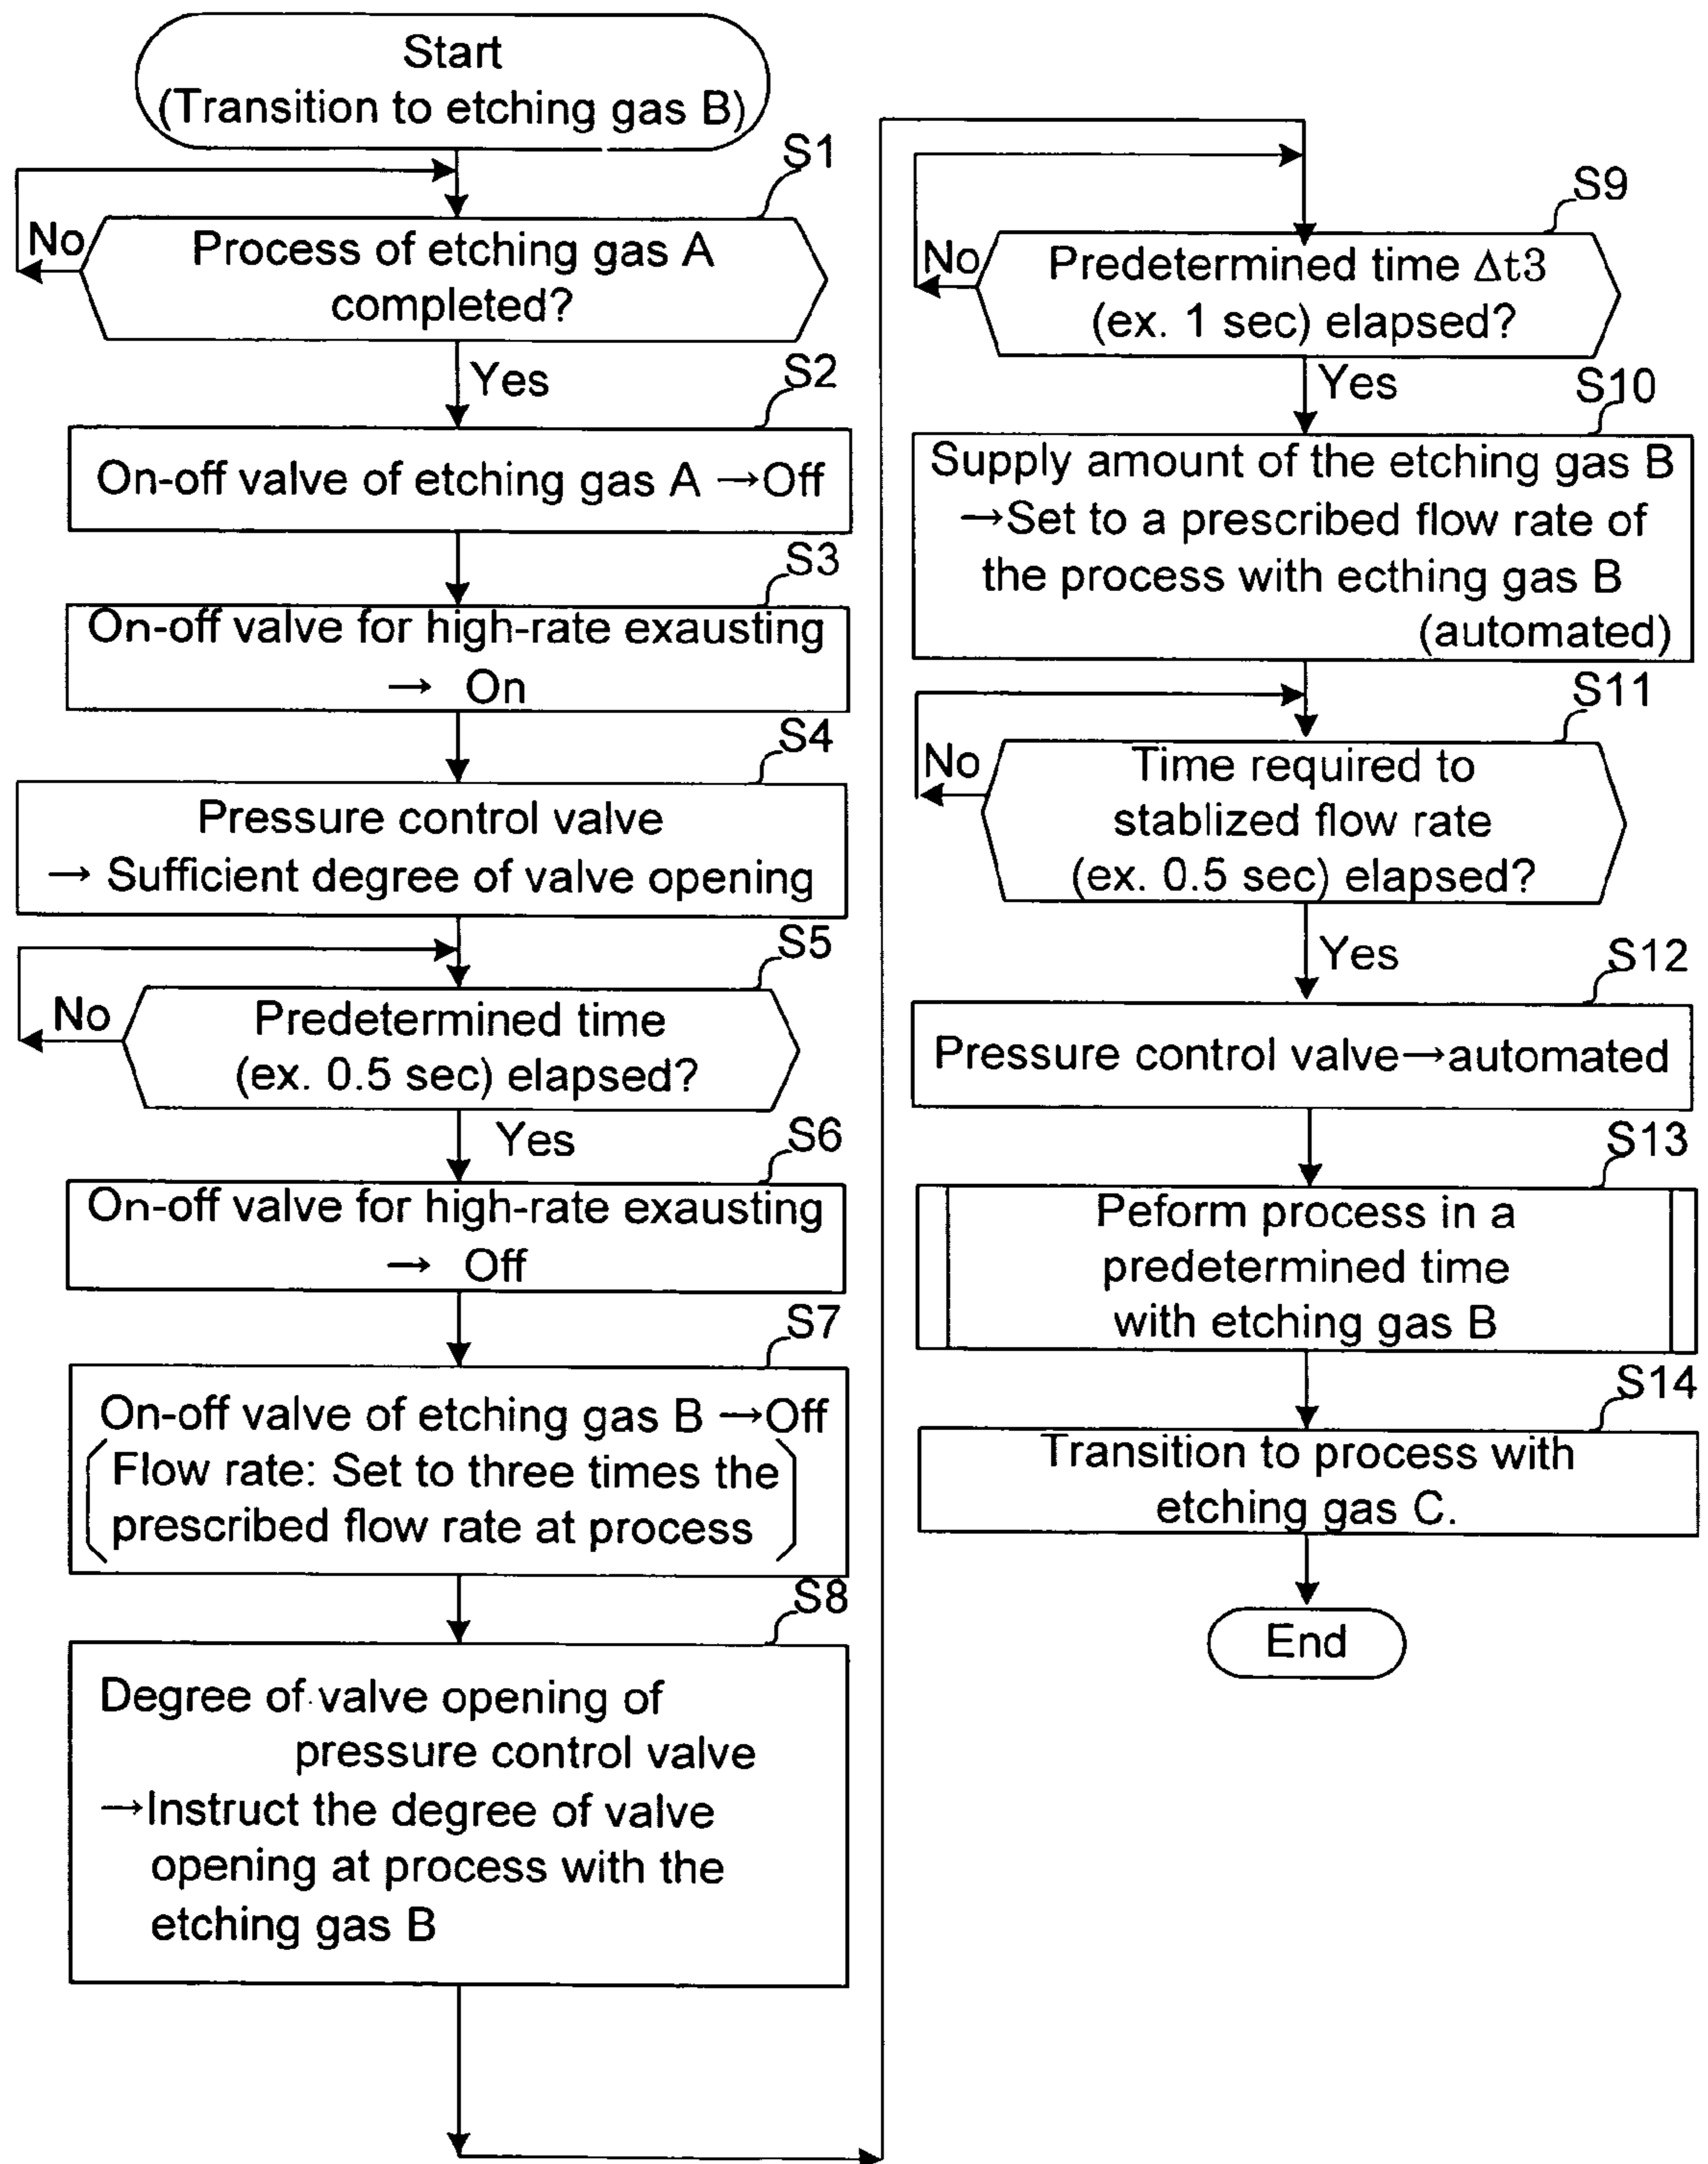 Start
(Transition to etching gas B)
S1
No
Process of etching gas A
completed?
Yes
S2
On-off valve of etching gas A →Off
S3
On-off valve for high-rate exausting
→ On
S4
Pressure control valve
→ Sufficient degree of valve opening
S5
No
Predetermined time
(ex. 0.5 sec) elapsed?
Yes
S6
On-off valve for high-rate exausting
→ Off
S7
On-off valve of etching gas B →Off
(Flow rate: Set to three times the
prescribed flow rate at process)
S8
Degree of valve opening of
pressure control valve
→Instruct the degree of valve
opening at process with the
etching gas B
S9
No
Predetermined time Δt3
(ex. 1 sec) elapsed?
Yes
S10
Supply amount of the etching gas B
→Set to a prescribed flow rate of
the process with ecthing gas B
(automated)
S11
No
Time required to
stablized flow rate
(ex. 0.5 sec) elapsed?
Yes
S12
Pressure control valve→automated
S13
Peform process in a
predetermined time
with etching gas B
S14
Transition to process with
etching gas C.
End